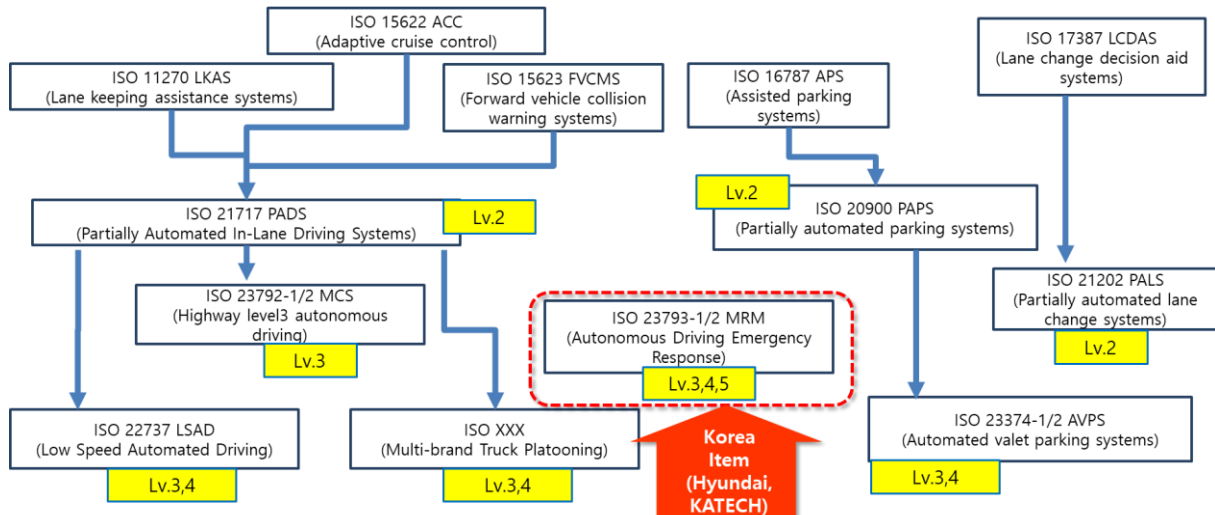 ISO 15622 ACC
(Adaptive cruise control)
ISO 11270 LKAS
(Lane keeping assistance systems)
ISO 15623 FVCMS
(Forward vehicle collision
warning systems)
ISO 16787 APS
(Assisted parking
systems)
ISO 17387 LCDAS
(Lane change decision aid
systems)
ISO 21717 PADS
(Partially Automated In-Lane Driving Systems)
Lv.2
Lv.2
ISO 20900 PAPS
(Partially automated parking systems)
ISO 23792-1/2 MCS
(Highway level3 autonomous
driving)
Lv.3
ISO 23793-1/2 MRM
(Autonomous Driving Emergency
Response)
Lv.3,4,5
ISO 21202 PALS
(Partially automated lane
change systems)
Lv.2
ISO 22737 LSAD
(Low Speed Automated Driving)
Lv.3,4
ISO XXX
(Multi-brand Truck Platooning)
Lv.3,4
Korea
Item
(Hyundai,
KATECH)
ISO 23374-1/2 AVPS
(Automated valet parking systems)
Lv.3,4